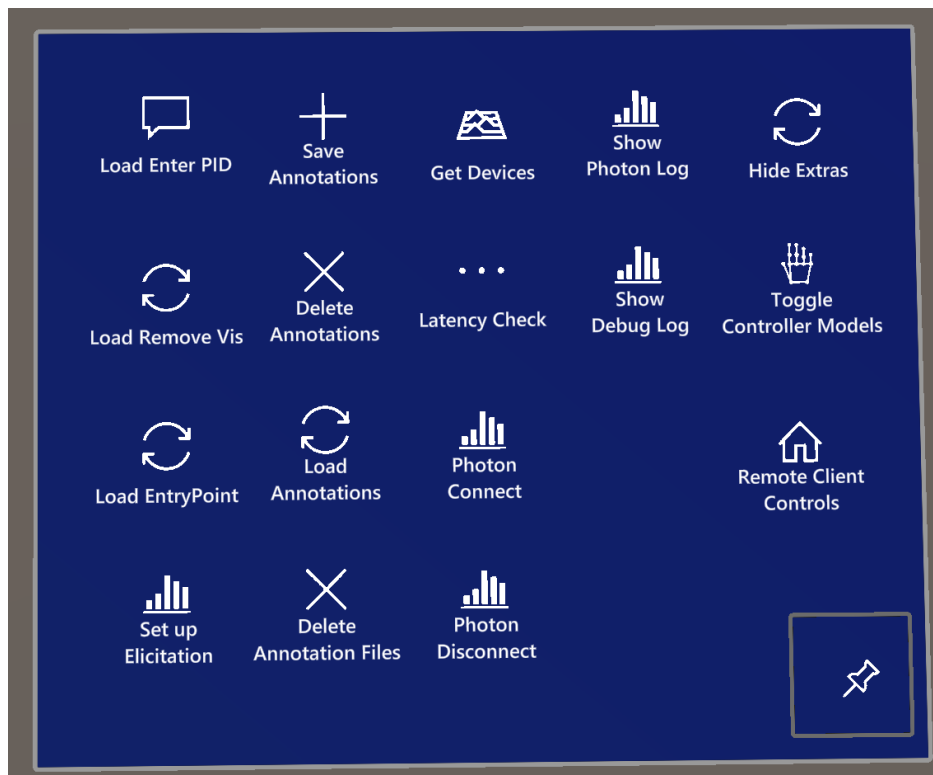 Load Enter PID
Save
Annotations
Get Devices
Show
Photon Log
Hide Extras
Load Remove Vis
Delete
Annotations
Latency Check
Show
Debug Log
Toggle
Controller Models
Load EntryPoint
Load
Annotations
Photon
Connect
Remote Client
Controls
Set up
Elicitation
Delete
Annotation Files
Photon
Disconnect